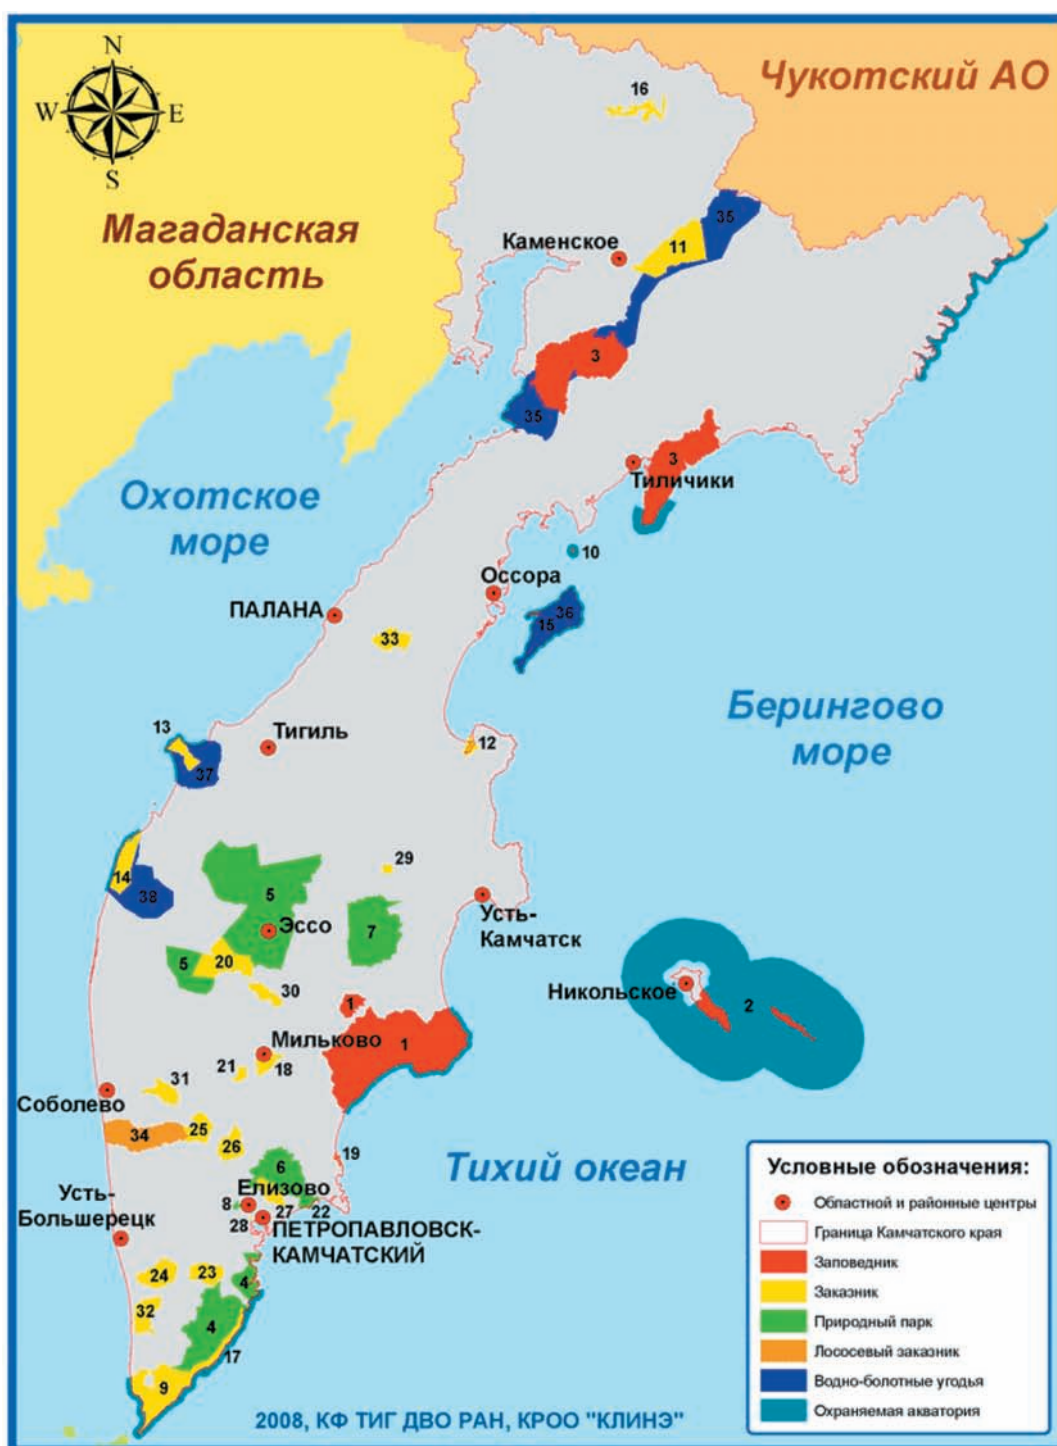 N
W
E
S
Чукотский АО
16
Магаданская
область
35
Каменское
11
3
35
3
Тиличики
Охотское
море
10
Оссора
ПАЛАНА
36
15
33
Берингово
море
13
Тигиль
12
37
29
14
38
5
7
Усть-
Камчатск
Эссо
5
20
30
Никольское
2
1
1
Мильково
21
18
31
Соболево
34
25
26
19
Тихий океан
6
Елизово
8
27
22
28
ПЕТРОПАВЛОВСК-
КАМЧАТСКИЙ
Усть-
Большерецк
24
23
4
32
4
17
9
Условные обозначения:
Областной и районные центры
Граница Камчатского края
Заповедник
Заказник
Природный парк
Лососевый заказник
Водно-болотные угодья
Охраняемая акватория
2008, КФ ТИГ ДВО РАН, КРОО "КЛИНЭ"